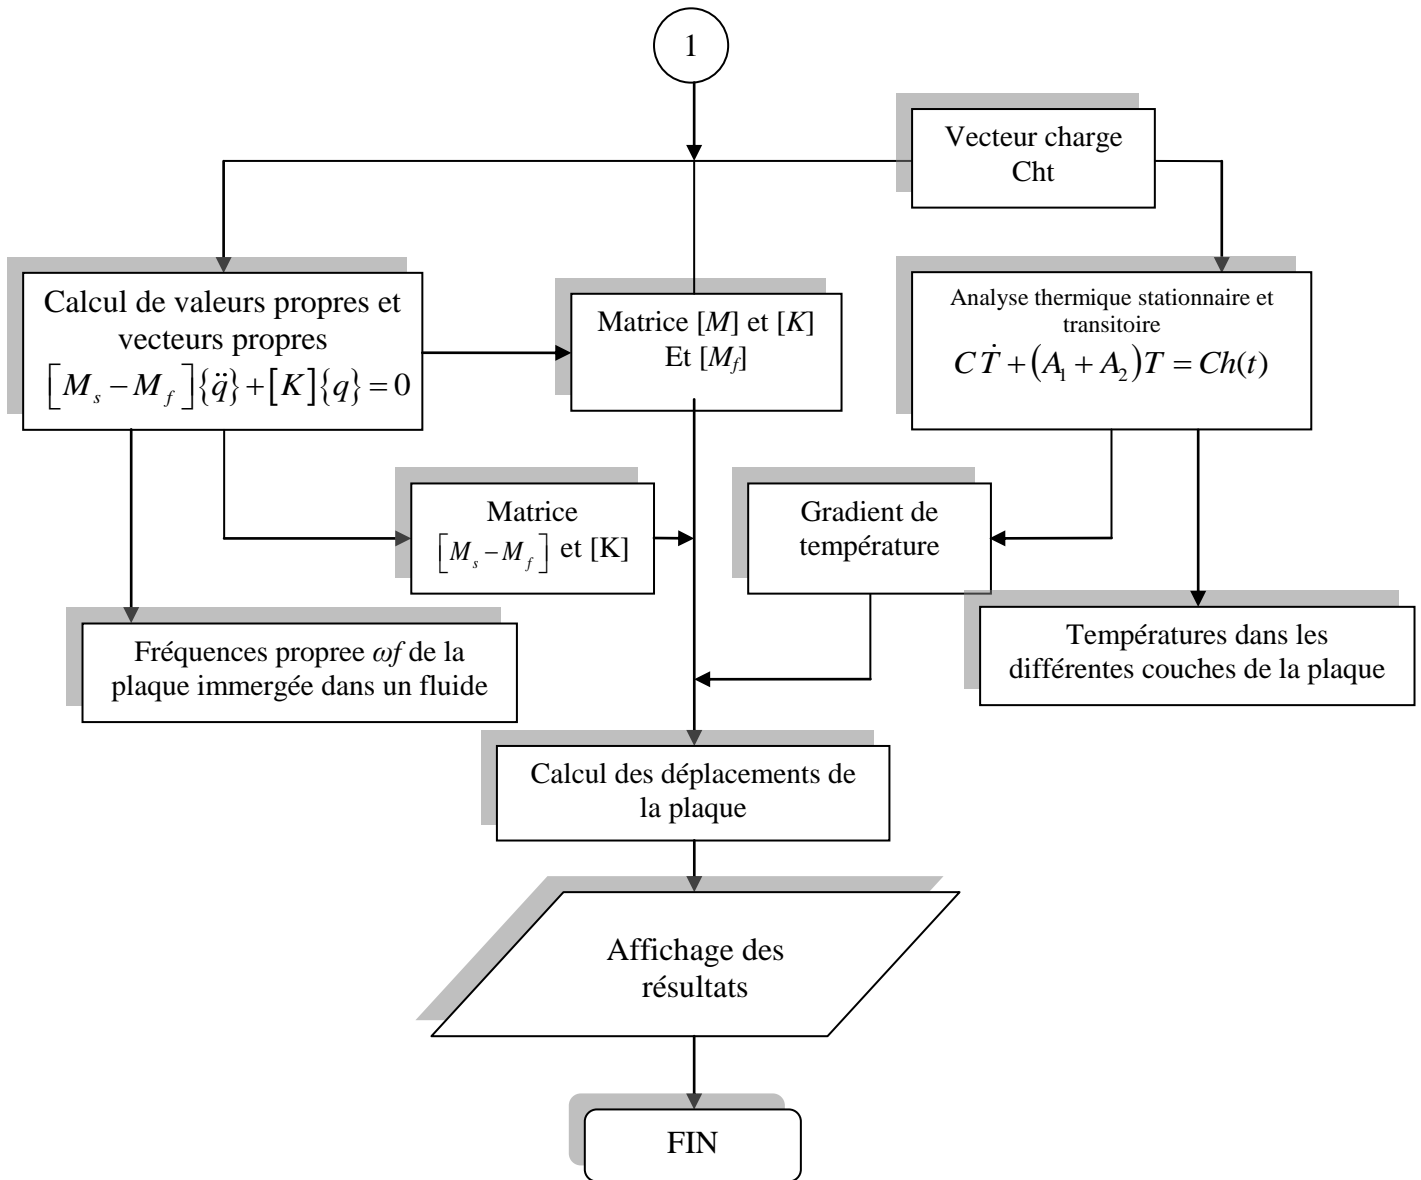 1
Vecteur charge
Cht
Calcul de valeurs propres et
vecteurs propres
[M_s − M_f]{q̈} + [K]{q} = 0
Matrice [M] et [K]
Et [M_f]
Analyse thermique stationnaire et
transitoire
C Ṫ + (A_1 + A_2)T = Ch(t)
Matrice
[M_s − M_f] et [K]
Gradient de
température
Fréquences propree ωf de la
plaque immergée dans un fluide
Températures dans les
différentes couches de la plaque
Calcul des déplacements de
la plaque
Affichage des
résultats
FIN